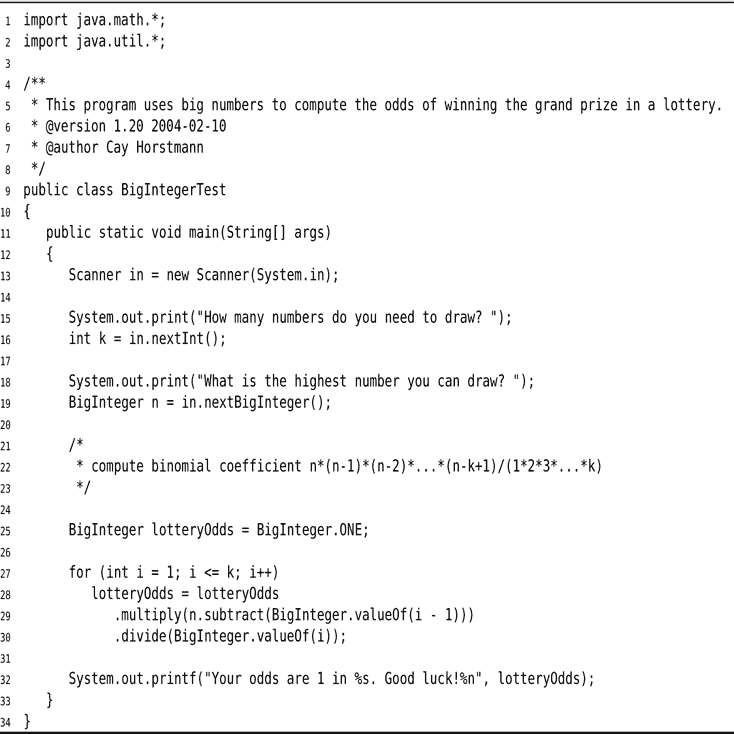 1 import java.math.*;
2 import java.util.*;
3
4 /**
5  * This program uses big numbers to compute the odds of winning the grand prize in a lottery.
6  * @version 1.20 2004-02-10
7  * @author Cay Horstmann
8  */
9 public class BigIntegerTest
10 {
11    public static void main(String[] args)
12    {
13       Scanner in = new Scanner(System.in);
14
15       System.out.print("How many numbers do you need to draw? ");
16       int k = in.nextInt();
17
18       System.out.print("What is the highest number you can draw? ");
19       BigInteger n = in.nextBigInteger();
20
21       /*
22        * compute binomial coefficient n*(n-1)*(n-2)*...*(n-k+1)/(1*2*3*...*k)
23        */
24
25       BigInteger lotteryOdds = BigInteger.ONE;
26
27       for (int i = 1; i <= k; i++)
28          lotteryOdds = lotteryOdds
29             .multiply(n.subtract(BigInteger.valueOf(i - 1)))
30             .divide(BigInteger.valueOf(i));
31
32       System.out.printf("Your odds are 1 in %s. Good luck!%n", lotteryOdds);
33    }
34 }